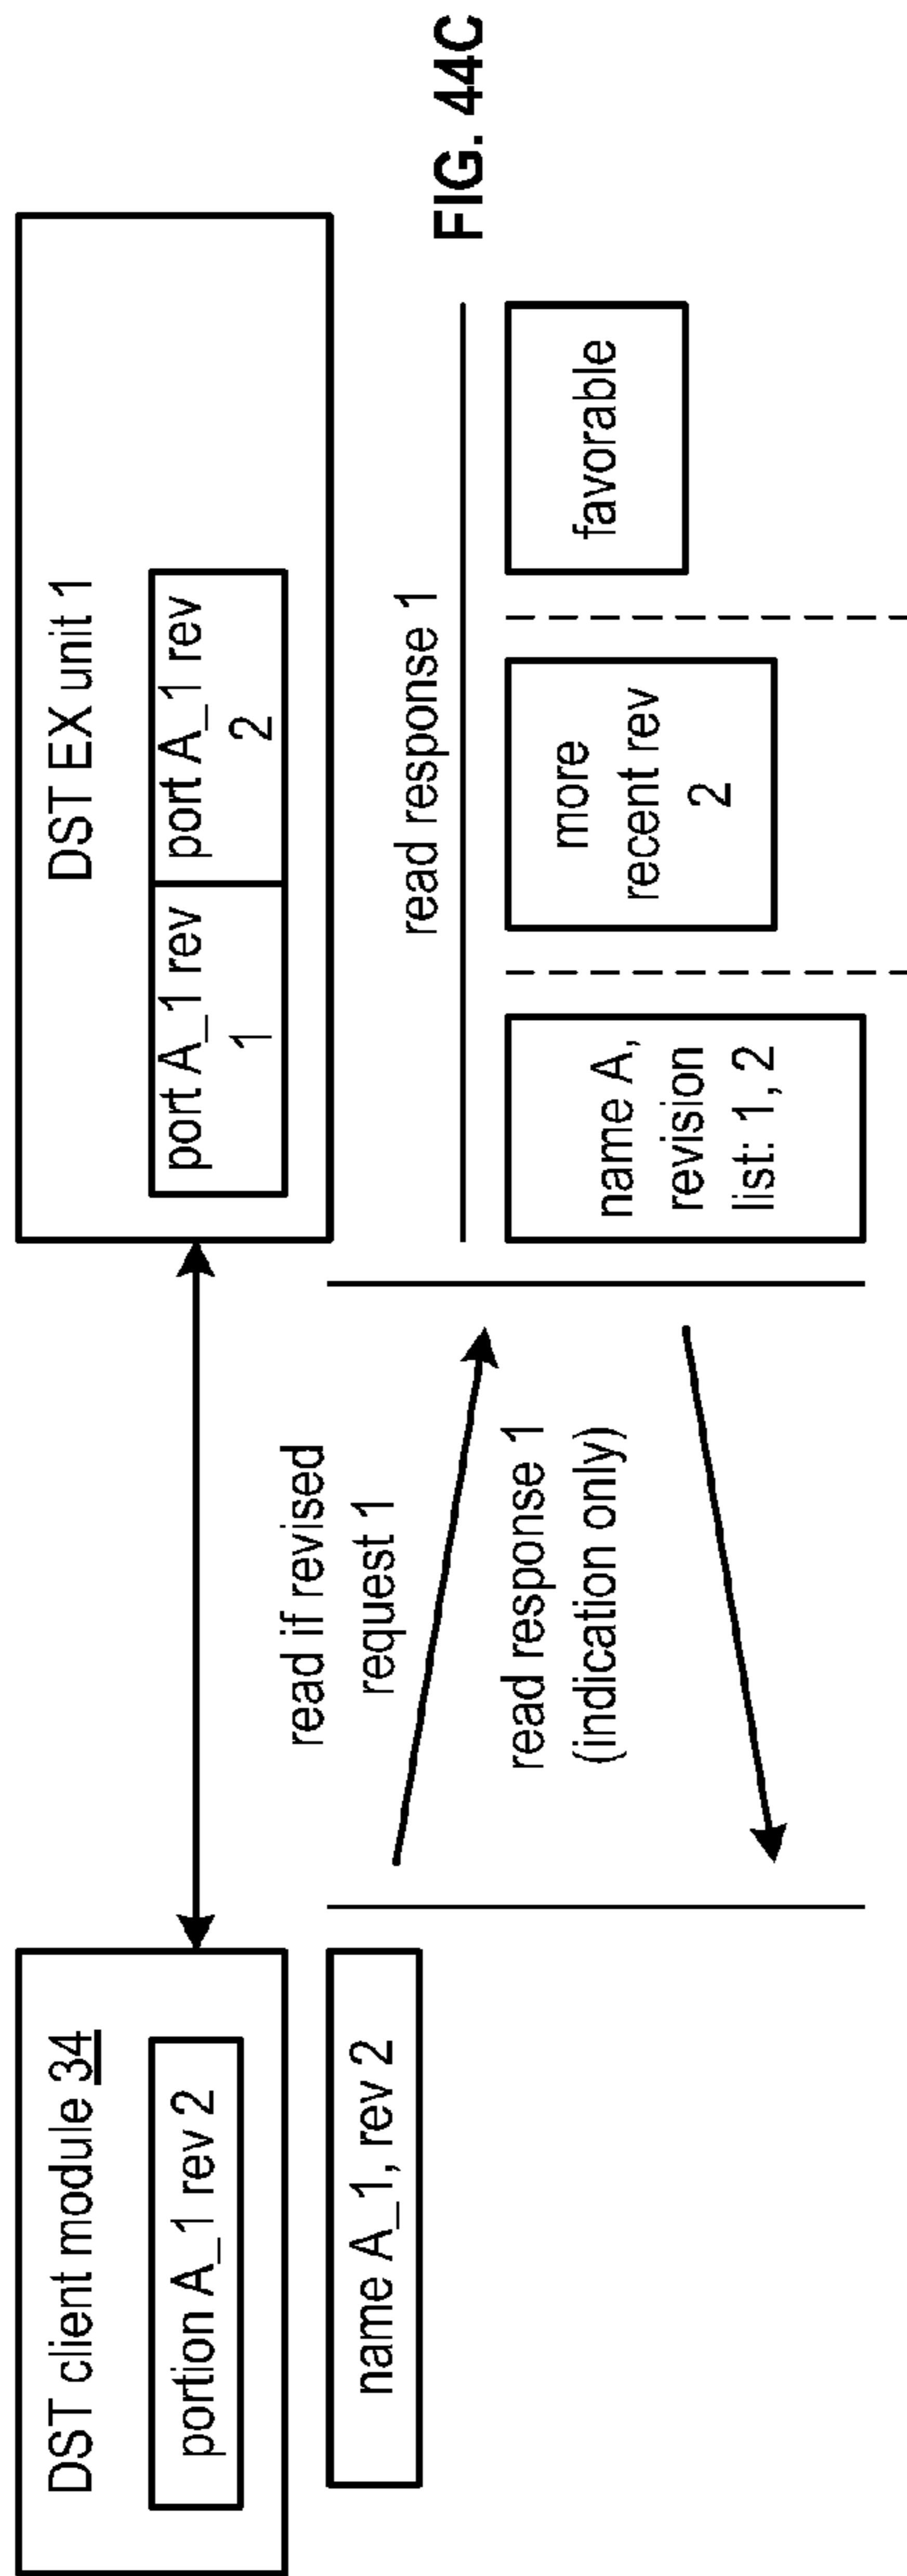 DST client module 34
portion A_1 rev 2
name A_1, rev 2
DST EX unit 1
port A_1 rev
1
port A_1 rev
2
read if revised
request 1
read response 1
(indication only)
read response 1
name A,
revision
list: 1, 2
more
recent rev
2
favorable
FIG. 44C